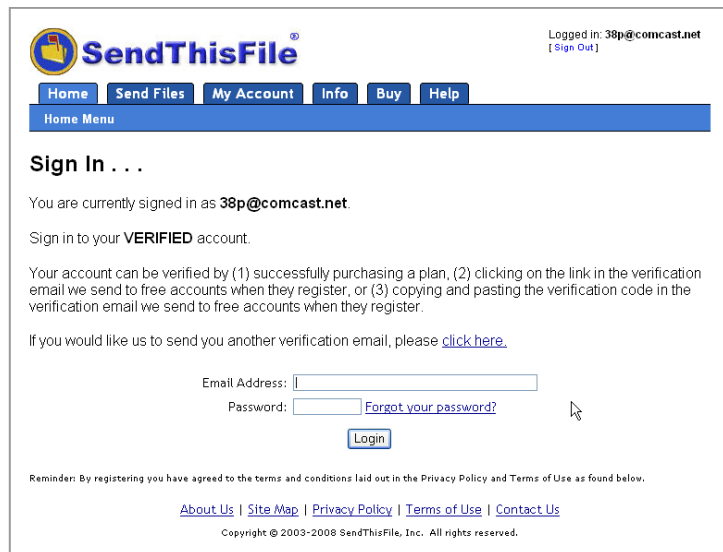 SendThisFile®
Logged in: 38p@comcast.net
[ Sign Out ]
Home Send Files My Account Info Buy Help
Home Menu
Sign In . . .
You are currently signed in as 38p@comcast.net.
Sign in to your VERIFIED account.
Your account can be verified by (1) successfully purchasing a plan, (2) clicking on the link in the verification
email we send to free accounts when they register, or (3) copying and pasting the verification code in the
verification email we send to free accounts when they register.
If you would like us to send you another verification email, please click here.
Email Address:
Password: Forgot your password?
Login
Reminder: By registering you have agreed to the terms and conditions laid out in the Privacy Policy and Terms of Use as found below.
About Us | Site Map | Privacy Policy | Terms of Use | Contact Us
Copyright © 2003-2008 SendThisFile, Inc. All rights reserved.